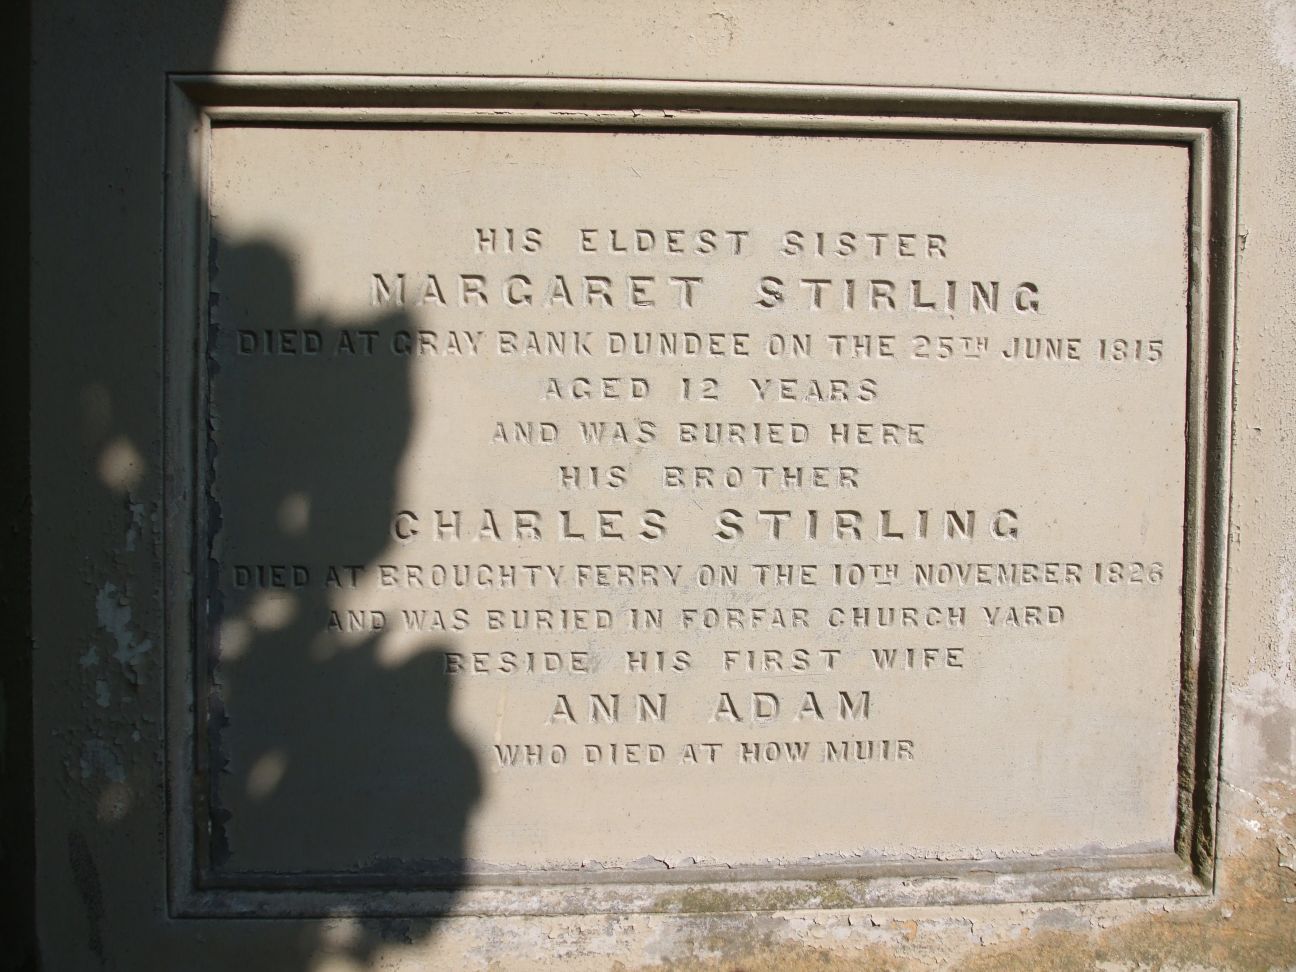 HIS ELDEST SISTER
MARGARET STIRLING
DIED AT GRAY BANK DUNDEE ON THE 25TH JUNE 1815
AGED 12 YEARS
AND WAS BURIED HERE
HIS BROTHER
CHARLES STIRLING
DIED AT BROUGHTY FERRY ON THE 10TH NOVEMBER 1826
AND WAS BURIED IN FORFAR CHURCH YARD
BESIDE HIS FIRST WIFE
ANN ADAM
WHO DIED AT HOW MUIR